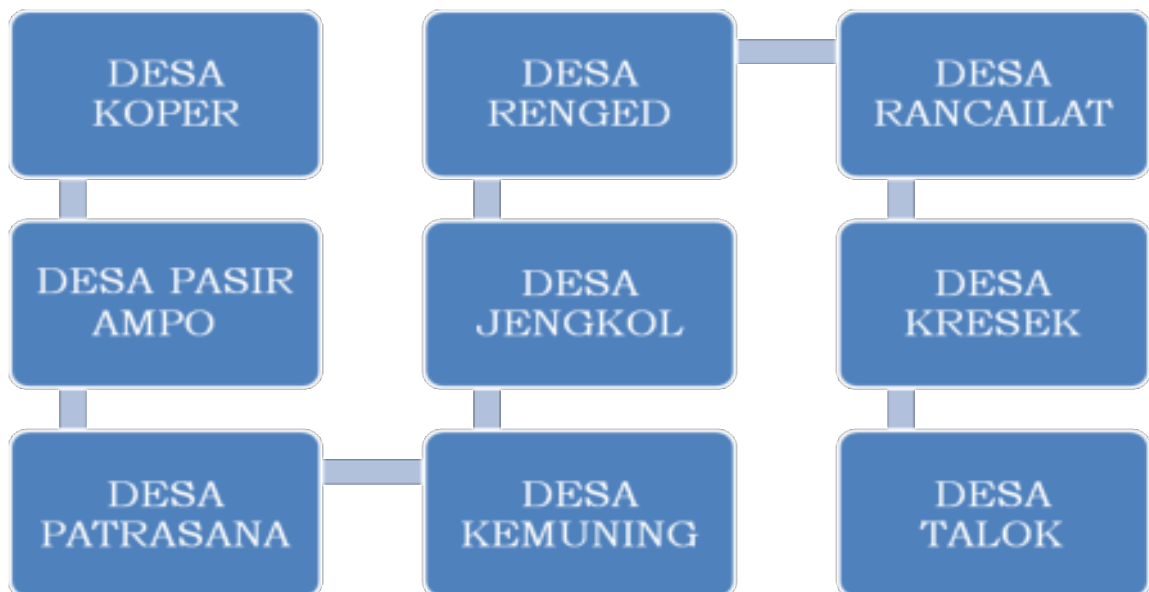 DESA
KOPER
DESA PASIR
AMPO
DESA
PATRASANA
DESA
KEMUNING
DESA
JENGKOL
DESA
RENGED
DESA
RANCAILAT
DESA
KRESEK
DESA
TALOK